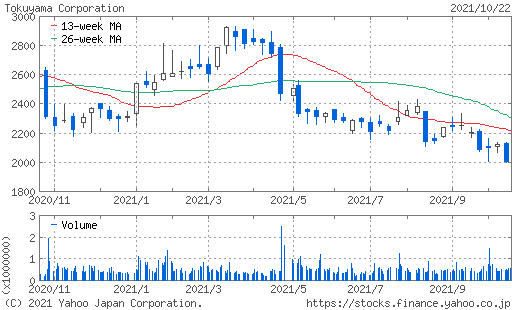 Tokuyama Corporation 2021/10/22
3000
13-week MA
26-week MA
2800
2600
2400
2200
2000
1800
2020/11 2021/1 2021/3 2021/5 2021/7 2021/9
3
Volume
2
1
0
(x1000000)
2020/11 2021/1 2021/3 2021/5 2021/7 2021/9
(C) 2021 Yahoo Japan Corporation. https://stocks.finance.yahoo.co.jp/